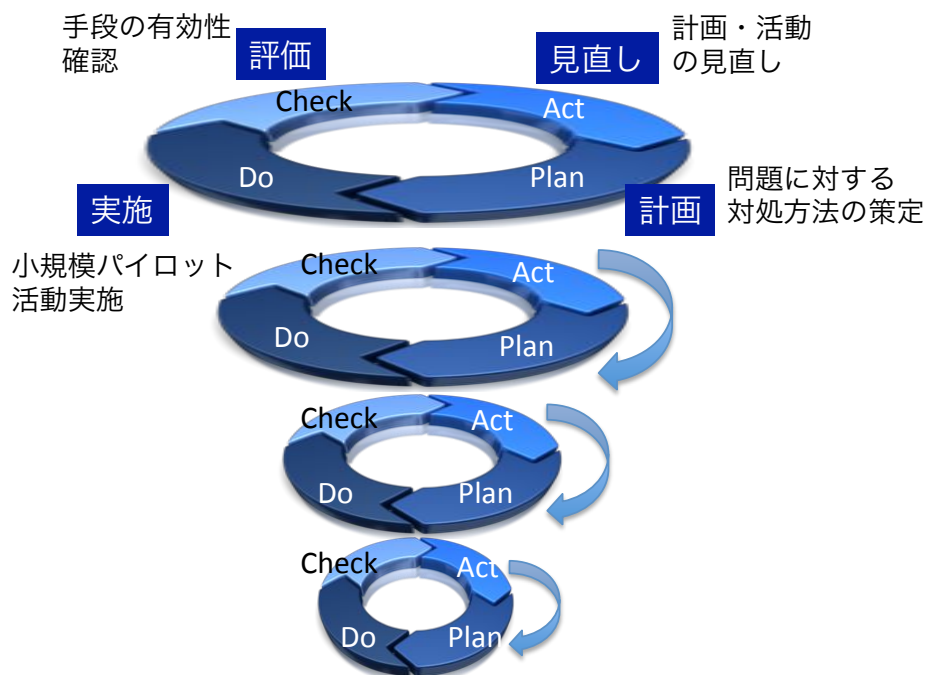 手段の有効性
確認
評価
見直し
計画・活動
の見直し
Check
Act
Do
Plan
実施
計画
問題に対する
対処方法の策定
小規模パイロット
活動実施
Check
Act
Do
Plan
Check
Act
Do
Plan
Check
Act
Do
Plan